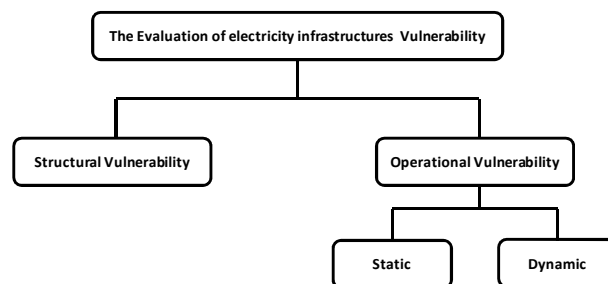 The Evaluation of electricity infrastructures Vulnerability
Structural Vulnerability
Operational Vulnerability
Static
Dynamic